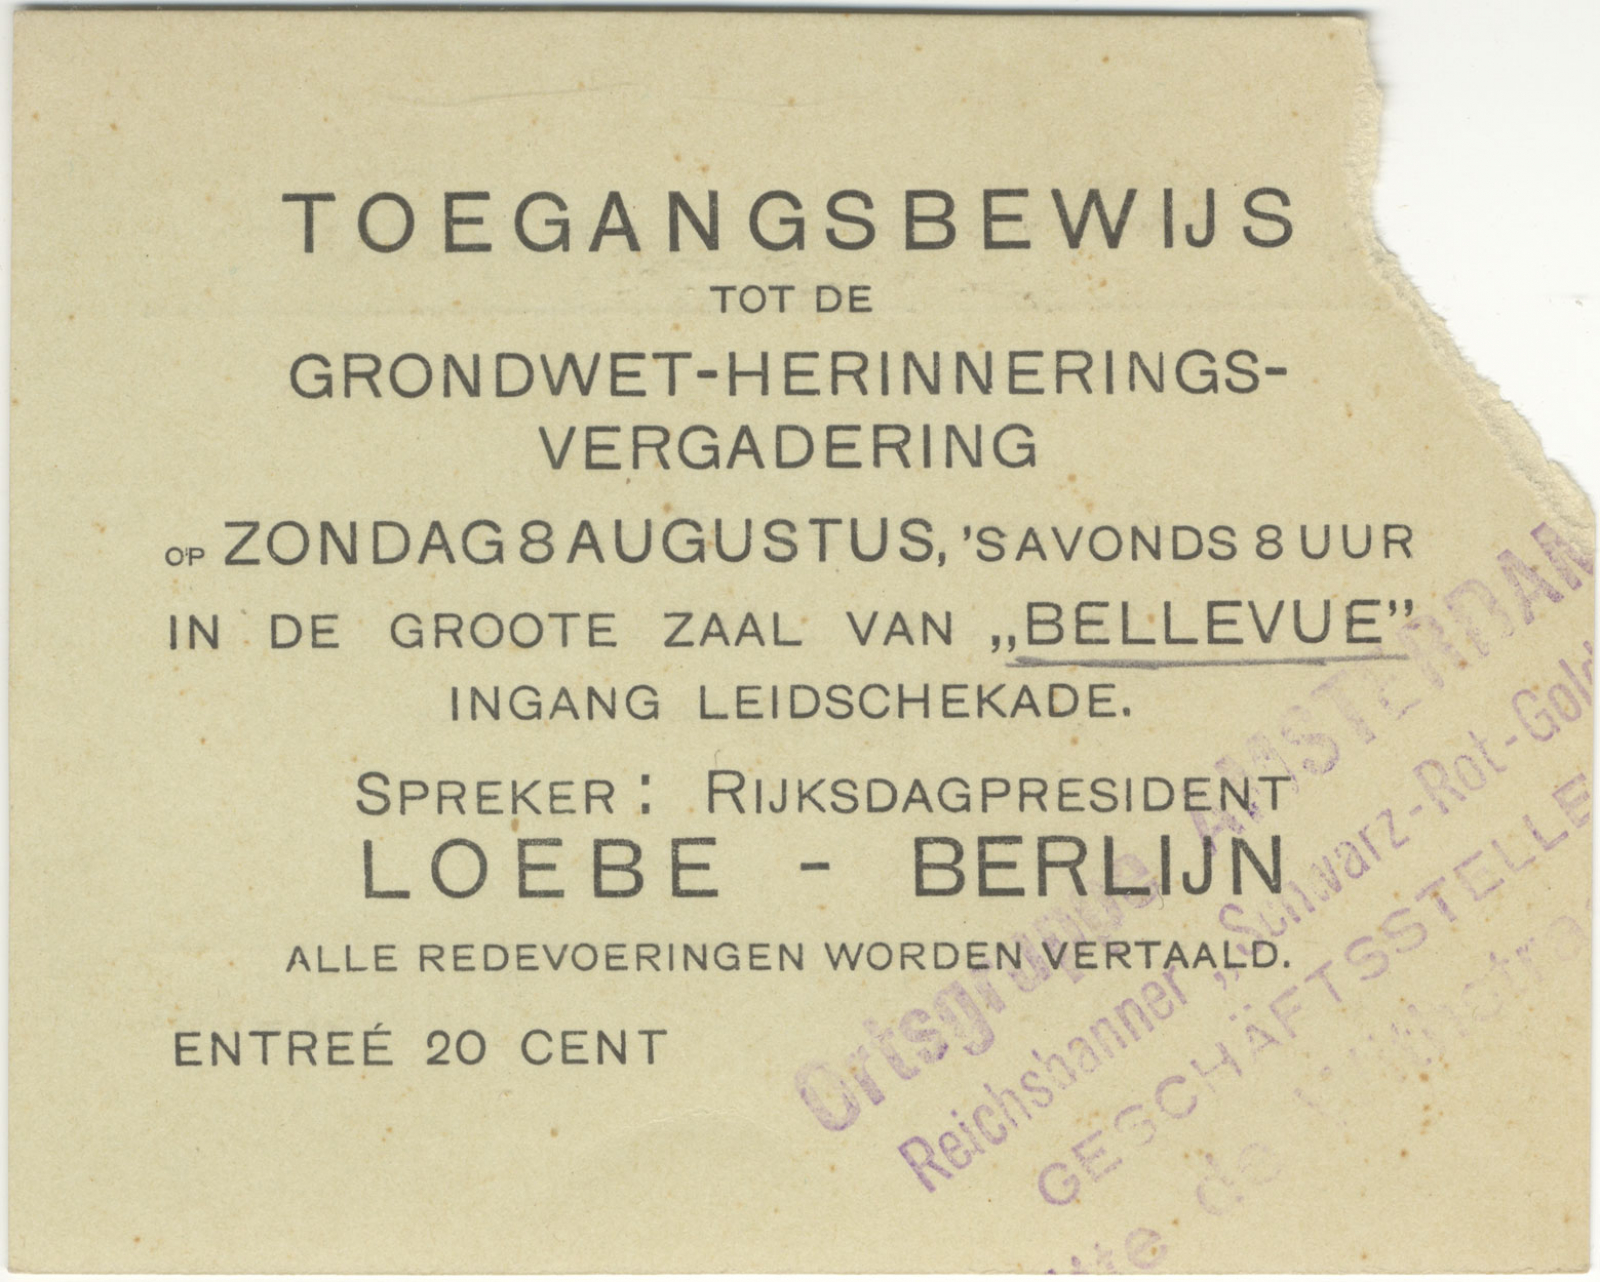 TOEGANGSBEWIJS
TOT DE
GRONDWET-HERINNERINGS-
VERGADERING
OP ZONDAG 8 AUGUSTUS, 'S AVONDS 8 UUR
IN DE GROOTE ZAAL VAN „BELLEVUE”
INGANG LEIDSCHEKADE.
SPREKER: RIJKSDAGPRESIDENT
LOEBE - BERLIJN
ALLE REDEVOERINGEN WORDEN VERTAALD.
ENTREÉ 20 CENT
Ortsgruppe AMSTERDAM
Reichsbanner „Schwarz-Rot-Gold
GESCHÄFTSSTELLE
de